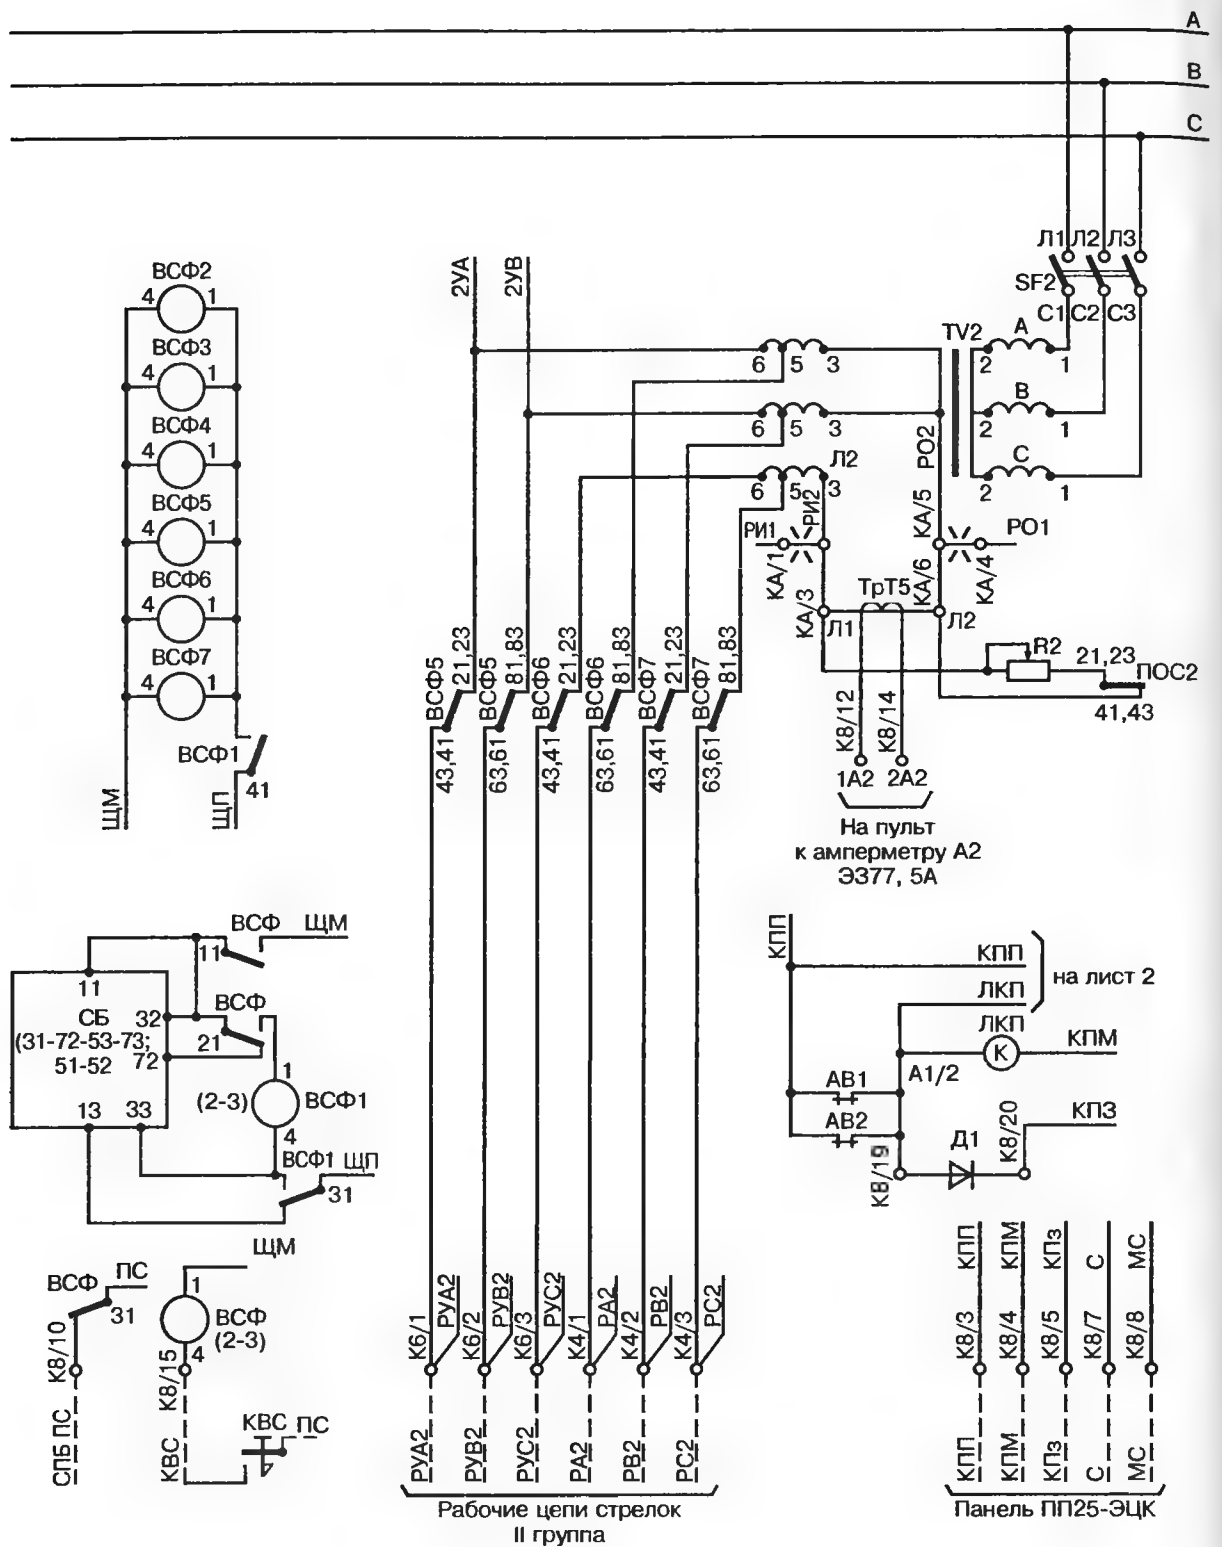 А
В
С
Л1 Л2 Л3
SF2
С1 С2 С3
ВСФ2
4 1
ВСФ3
4 1
ВСФ4
4 1
ВСФ5
4 1
ВСФ6
4 1
ВСФ7
4 1
ВСФ1
41
ЩМ
ЩП
2УА
2УВ
TV2
А
2 1
В
2 1
С
2 1
6 5 3
6 5 3
Л2
6 5 3
РО2
РИ2
РИ1
РО1
КА/5
КА/1
КА/6
КА/4
КА/3
ТрТ5
Л1
Л2
R2
21,23
ПОС2
41,43
К8/12
К8/14
1А2 2А2
На пульт
к амперметру А2
ЭЗ77, 5А
ВСФ5
21,23
ВСФ5
81,83
ВСФ6
21,23
ВСФ6
81,83
ВСФ7
21,23
ВСФ7
81,83
43,41
63,61
43,41
63,61
43,41
63,61
ВСФ
ЩМ
11
11
СБ
(31-72-53-73;
51-52
32
72
13 33
ВСФ
21
1
(2-3)
ВСФ1
4
ВСФ1 ЩП
31
КПП
КПП
ЛКП
на лист 2
ЛКП
К
КПМ
А1/2
АВ1
АВ2
К8/19
Д1
К8/20
КПЗ
ВСФ
ПС
31
К8/10
СПБ ПС
ЩМ
1
ВСФ
(2-3)
4
К8/15
КВС
КВС ПС
К6/1
РУА2
К6/2
РУВ2
К6/3
РУС2
К4/1
РА2
К4/2
РВ2
К4/3
РС2
РУА2
РУВ2
РУС2
РА2
РВ2
РС2
Рабочие цепи стрелок
II группа
КПП
КПМ
КПз
С
МС
К8/3
К8/4
К8/5
К8/7
К8/8
КПП
КПМ
КПз
С
МС
Панель ПП25-ЭЦК